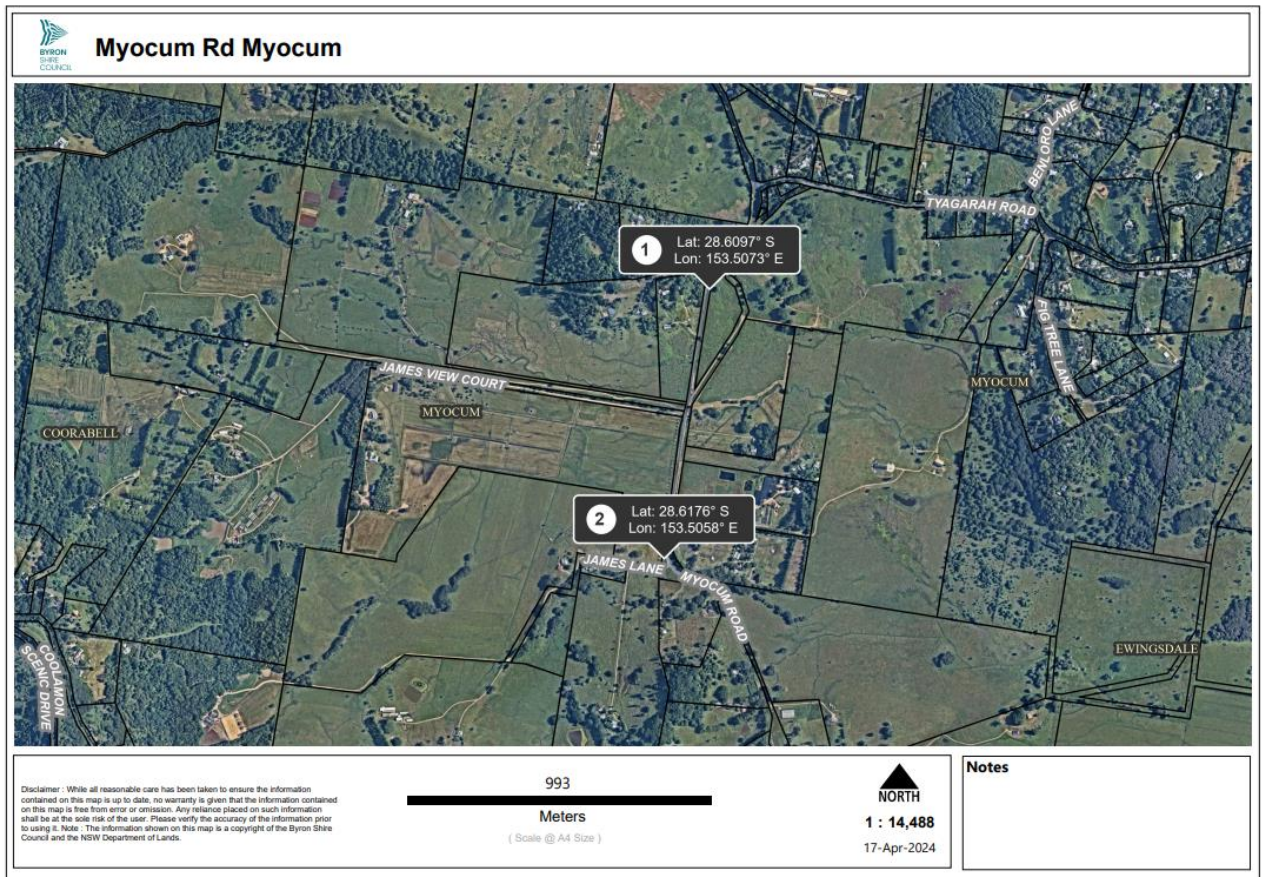 BYRON
SHIRE
COUNCIL
Myocum Rd Myocum
BENLORO LANE
TYAGARAH ROAD
1
Lat: 28.6097° S
Lon: 153.5073° E
FIG TREE LANE
JAMES VIEW COURT
MYOCUM
MYOCUM
COORABELL
2
Lat: 28.6176° S
Lon: 153.5058° E
JAMES LANE
MYOCUM ROAD
EWINGSDALE
COOLAMON
SCENIC DRIVE
Disclaimer : While all reasonable care has been taken to ensure the information
contained on this map is up to date, no warranty is given that the information contained
on this map is free from error or omission. Any reliance placed on such information
shall be at the sole risk of the user. Please verify the accuracy of the information prior
to using it. Note : The information shown on this map is a copyright of the Byron Shire
Council and the NSW Department of Lands.
993
Meters
( Scale @ A4 Size )
NORTH
1 : 14,488
17-Apr-2024
Notes